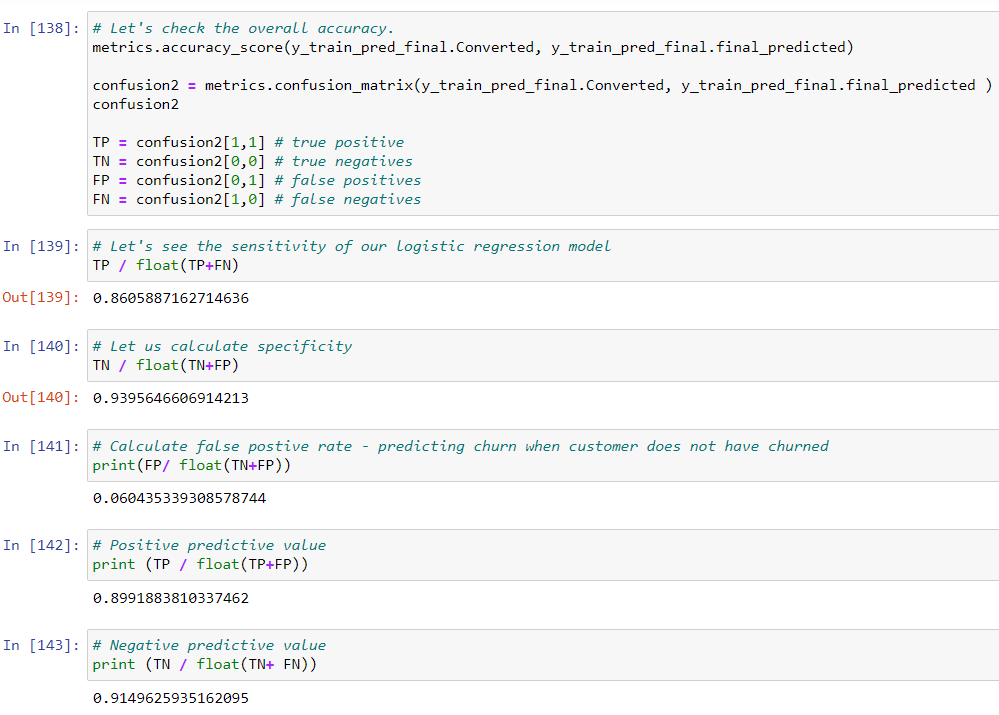 In [138]: # Let's check the overall accuracy.
metrics.accuracy_score(y_train_pred_final.Converted, y_train_pred_final.final_predicted)
confusion2 = metrics.confusion_matrix(y_train_pred_final.Converted, y_train_pred_final.final_predicted )
confusion2
TP = confusion2[1,1] # true positive
TN = confusion2[0,0] # true negatives
FP = confusion2[0,1] # false positives
FN = confusion2[1,0] # false negatives
In [139]: # Let's see the sensitivity of our logistic regression model
TP / float(TP+FN)
Out[139]: 0.8605887162714636
In [140]: # Let us calculate specificity
TN / float(TN+FP)
Out[140]: 0.9395646606914213
In [141]: # Calculate false postive rate - predicting churn when customer does not have churned
print(FP/ float(TN+FP))
0.060435339308578744
In [142]: # Positive predictive value
print (TP / float(TP+FP))
0.8991883810337462
In [143]: # Negative predictive value
print (TN / float(TN+ FN))
0.9149625935162095